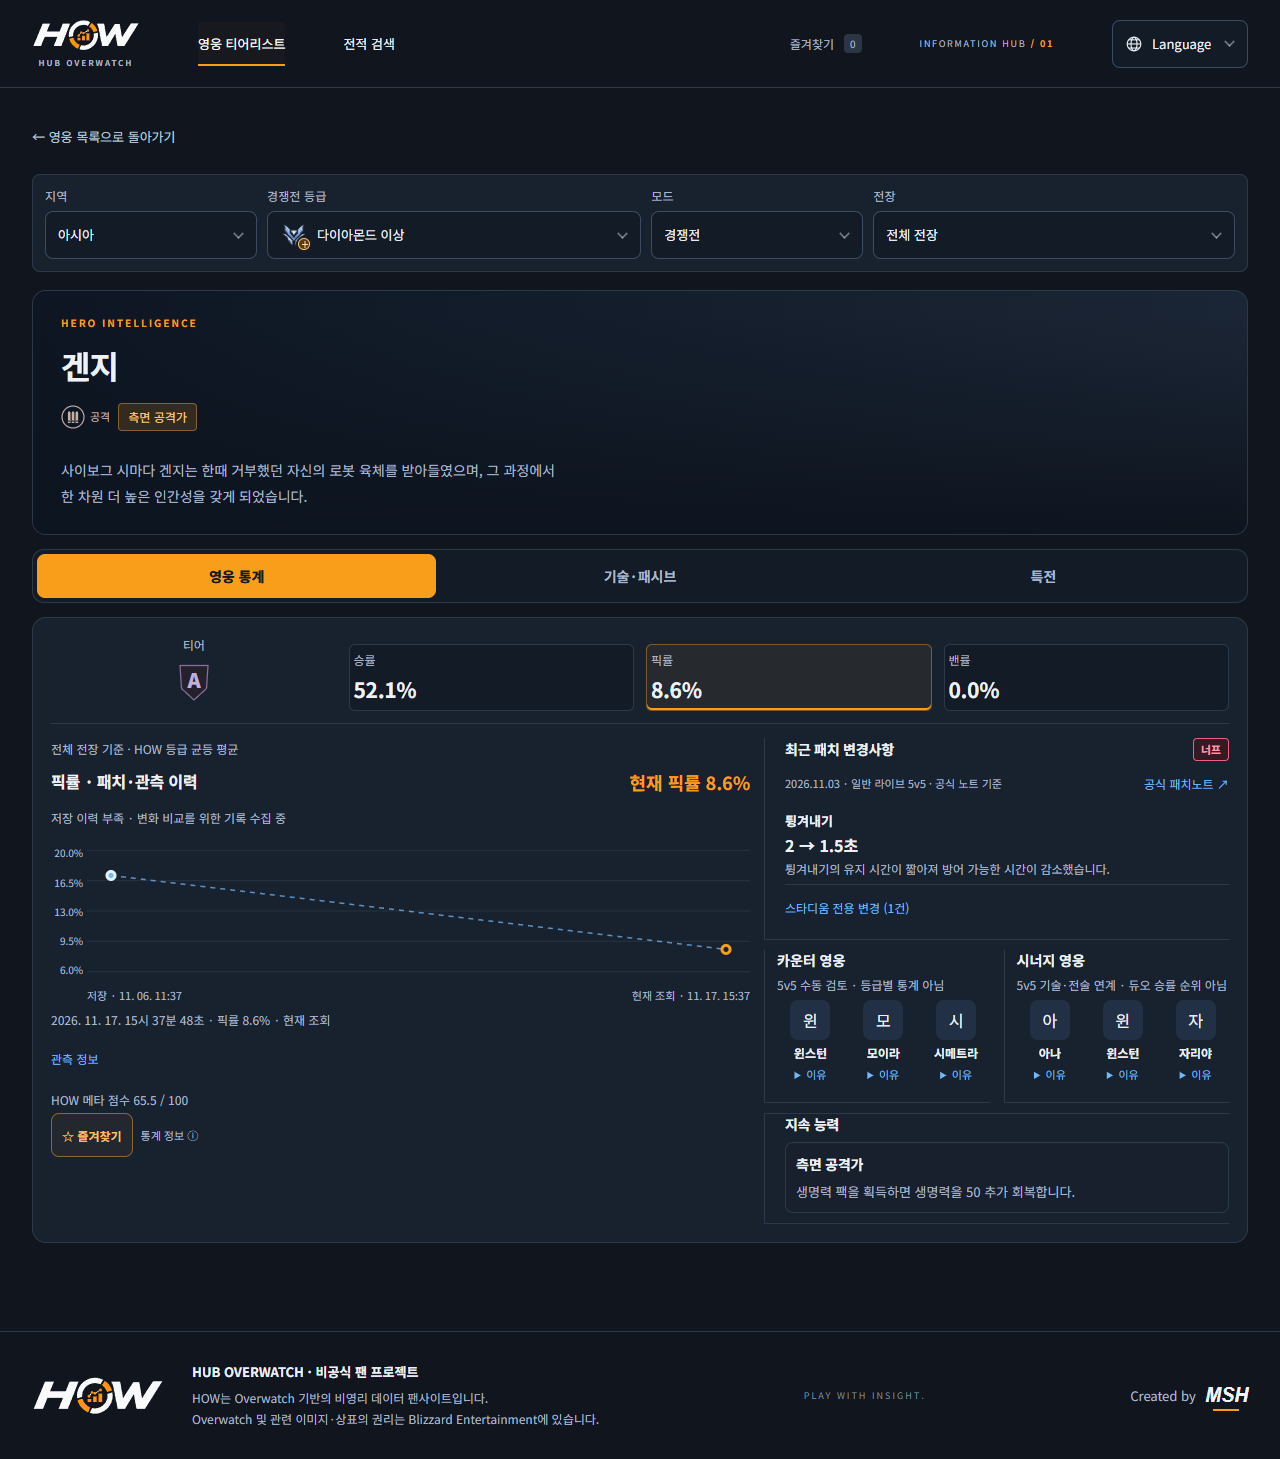 HOW
HUB OVERWATCH
영웅 티어리스트
전적 검색
즐겨찾기 0
INFORMATION HUB / 01
Language
← 영웅 목록으로 돌아가기
지역
경쟁전 등급
모드
전장
아시아
다이아몬드 이상
경쟁전
전체 전장
HERO INTELLIGENCE
겐지
공격
측면 공격가
사이보그 시마다 겐지는 한때 거부했던 자신의 로봇 육체를 받아들였으며, 그 과정에서
한 차원 더 높은 인간성을 갖게 되었습니다.
영웅 통계
기술·패시브
특전
티어
A
승률
52.1%
픽률
8.6%
밴률
0.0%
전체 전장 기준 · HOW 등급 균등 평균
픽률 · 패치·관측 이력
현재 픽률 8.6%
저장 이력 부족 · 변화 비교를 위한 기록 수집 중
20.0%
16.5%
13.0%
9.5%
6.0%
저장 · 11. 06. 11:37
현재 조회 · 11. 17. 15:37
2026. 11. 17. 15시 37분 48초 · 픽률 8.6% · 현재 조회
관측 정보
HOW 메타 점수 65.5 / 100
☆ 즐겨찾기
통계 정보 ⓘ
최근 패치 변경사항
너프
2026.11.03 · 일반 라이브 5v5 · 공식 노트 기준
공식 패치노트 ↗
튕겨내기
2 → 1.5초
튕겨내기의 유지 시간이 짧아져 방어 가능한 시간이 감소했습니다.
스타디움 전용 변경 (1건)
카운터 영웅
5v5 수동 검토 · 등급별 통계 아님
윈
모
시
윈스턴
모이라
시메트라
▶ 이유
▶ 이유
▶ 이유
시너지 영웅
5v5 기술·전술 연계 · 듀오 승률 순위 아님
아
윈
자
아나
윈스턴
자리야
▶ 이유
▶ 이유
▶ 이유
지속 능력
측면 공격가
생명력 팩을 획득하면 생명력을 50 추가 회복합니다.
HOW
HUB OVERWATCH · 비공식 팬 프로젝트
HOW는 Overwatch 기반의 비영리 데이터 팬사이트입니다.
Overwatch 및 관련 이미지·상표의 권리는 Blizzard Entertainment에 있습니다.
PLAY WITH INSIGHT.
Created by MSH